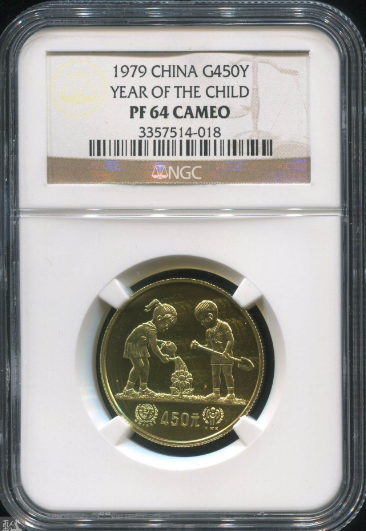 1979 CHINA G450Y
YEAR OF THE CHILD
PF 64 CAMEO
3357514-018
NGC
450元